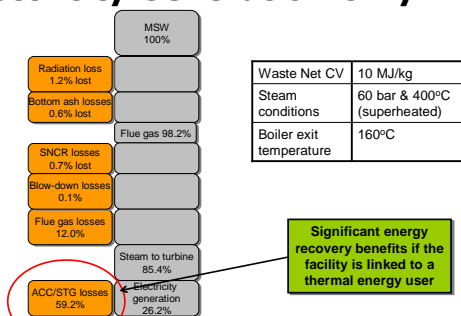 MSW
100%
Radiation loss
1.2% lost
Bottom ash losses
0.6% lost
Flue gas 98.2%
SNCR losses
0.7% lost
Blow-down losses
0.1%
Flue gas losses
12.0%
Steam to turbine
85.4%
ACC/STG losses
59.2%
Electricity
generation
26.2%
Waste Net CV 10 MJ/kg
Steam conditions 60 bar & 400°C (superheated)
Boiler exit temperature 160°C
Significant energy
recovery benefits if the
facility is linked to a
thermal energy user